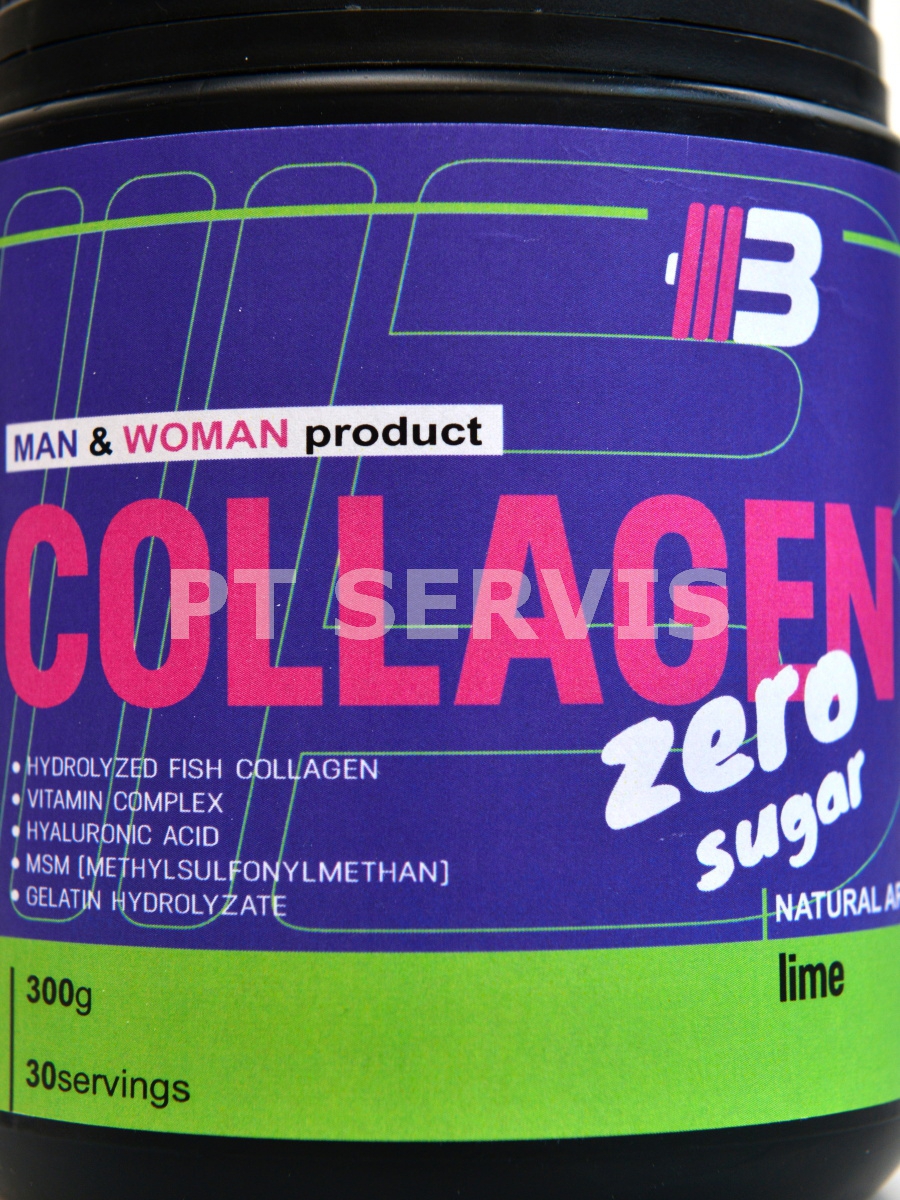 B
MAN & WOMAN product
COLLAGEN
PT SERVIS
zero
sugar
• HYDROLYZED FISH COLLAGEN
• VITAMIN COMPLEX
• HYALURONIC ACID
• MSM (METHYLSULFONYLMETHAN)
• GELATIN HYDROLYZATE
NATURAL
lime
300g
30servings